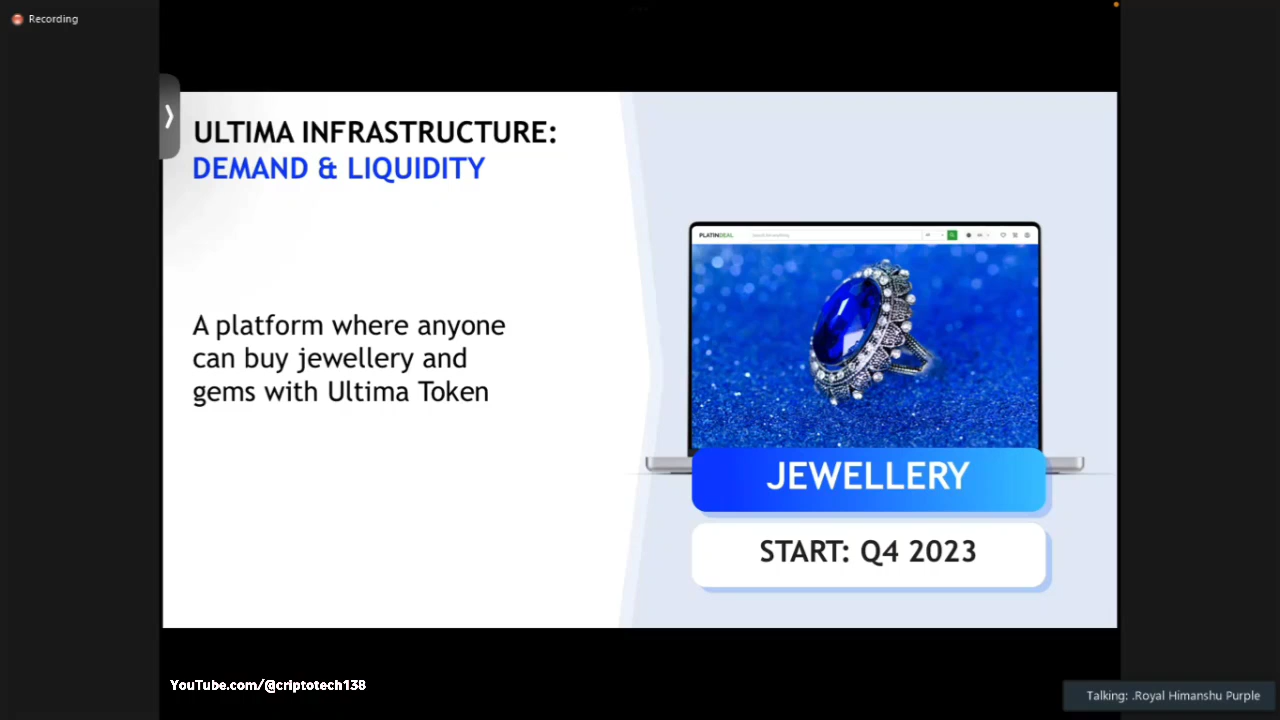 Recording
ULTIMA INFRASTRUCTURE:
DEMAND & LIQUIDITY
A platform where anyone
can buy jewellery and
gems with Ultima Token
PLATINDEAL
JEWELLERY
START: Q4 2023
YouTube.com/@criptotech138
Talking: .Royal Himanshu Purple